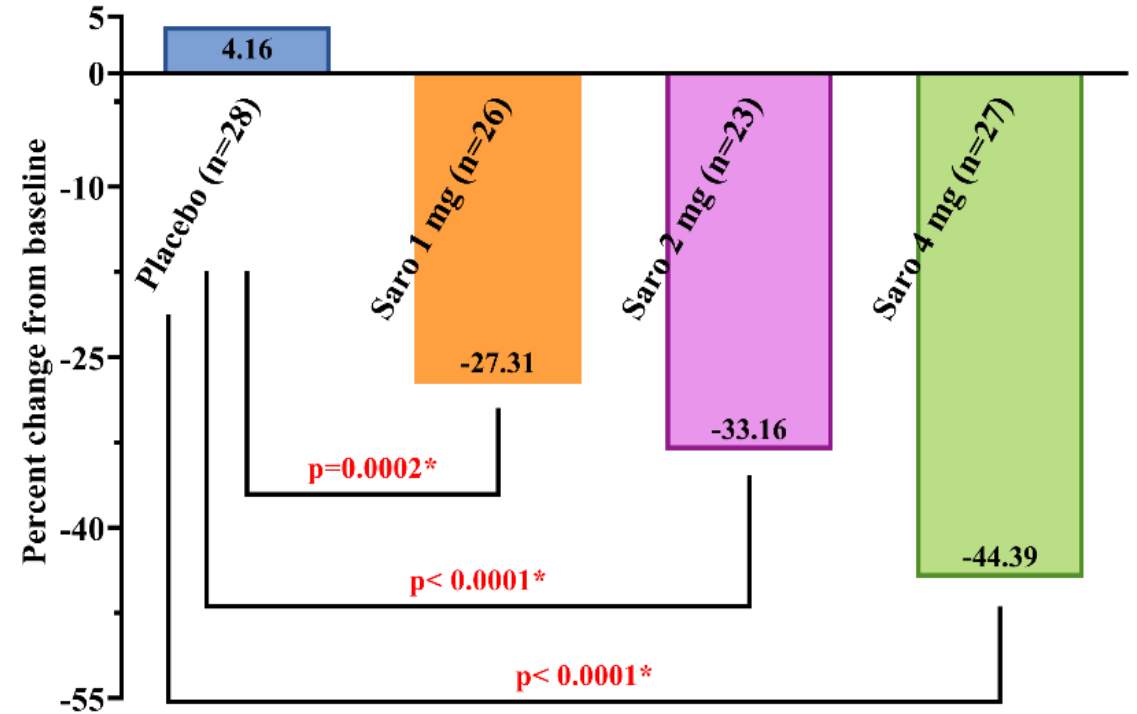 Percent change from baseline
5
0
-10
-25
-40
-55
4.16
-27.31
-33.16
-44.39
Placebo (n=28)
Saro 1 mg (n=26)
Saro 2 mg (n=23)
Saro 4 mg (n=27)
p=0.0002*
p< 0.0001*
p< 0.0001*